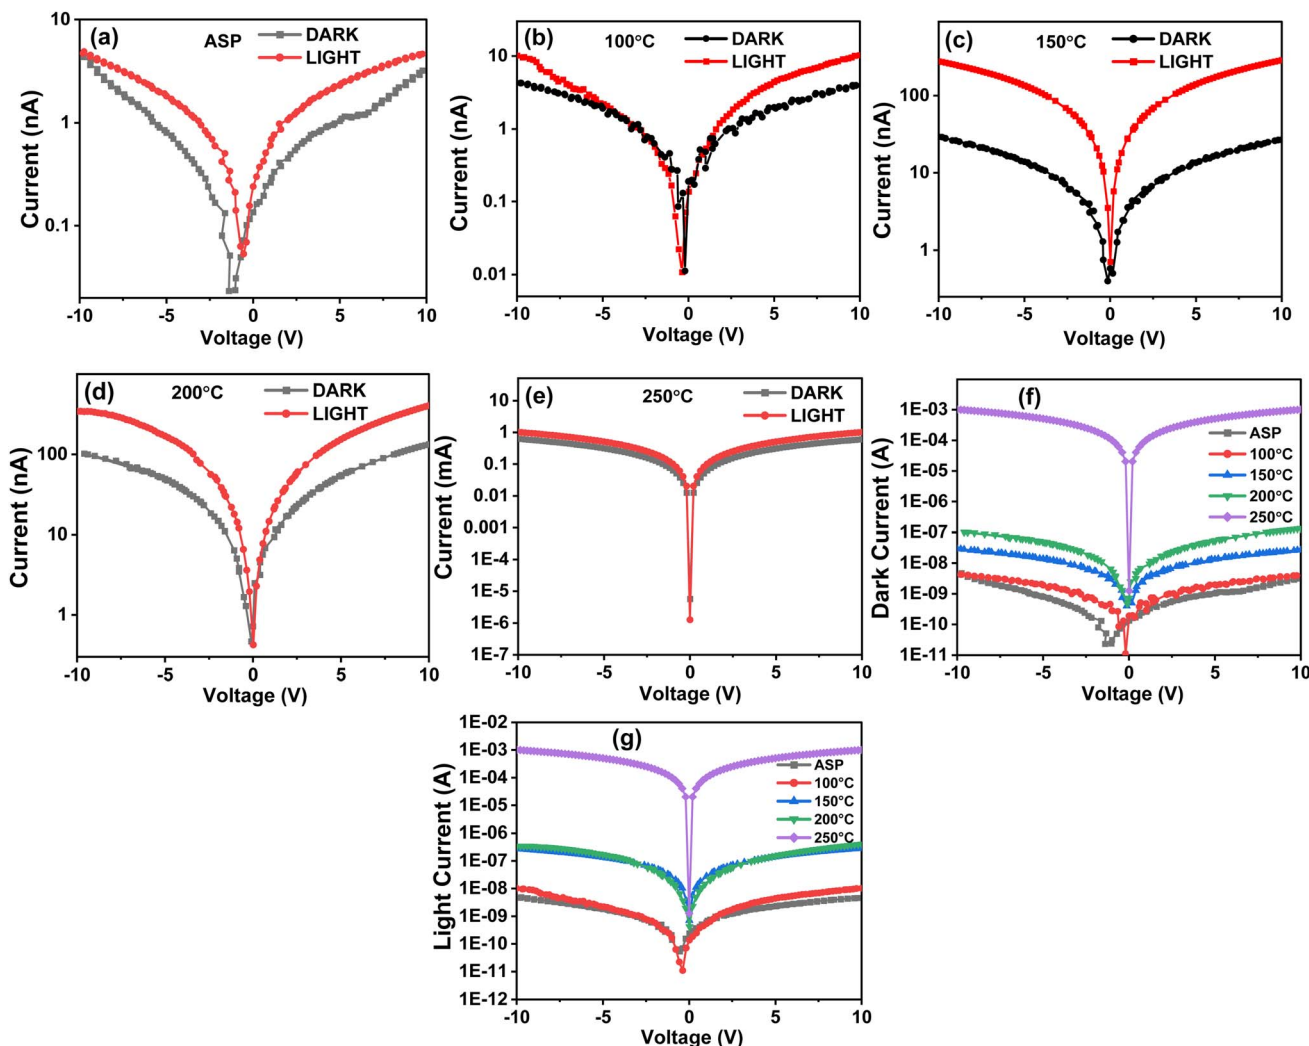 (a)
ASP
DARK
LIGHT
10
1
0.1
Current (nA)
-10
-5
0
5
10
Voltage (V)
(b)
100°C
DARK
LIGHT
10
1
0.1
0.01
Current (nA)
-10
-5
0
5
10
Voltage (V)
(c)
150°C
DARK
LIGHT
100
10
1
Current (nA)
-10
-5
0
5
10
Voltage (V)
(d)
200°C
DARK
LIGHT
100
10
1
Current (nA)
-10
-5
0
5
10
Voltage (V)
(e)
250°C
DARK
LIGHT
10
1
0.1
0.01
0.001
1E-4
1E-5
1E-6
1E-7
Current (mA)
-10
-5
0
5
10
Voltage (V)
(f)
ASP
100°C
150°C
200°C
250°C
1E-03
1E-04
1E-05
1E-06
1E-07
1E-08
1E-09
1E-10
1E-11
Dark Current (A)
-10
-5
0
5
10
Voltage (V)
(g)
ASP
100°C
150°C
200°C
250°C
1E-02
1E-03
1E-04
1E-05
1E-06
1E-07
1E-08
1E-09
1E-10
1E-11
1E-12
Light Current (A)
-10
-5
0
5
10
Voltage (V)